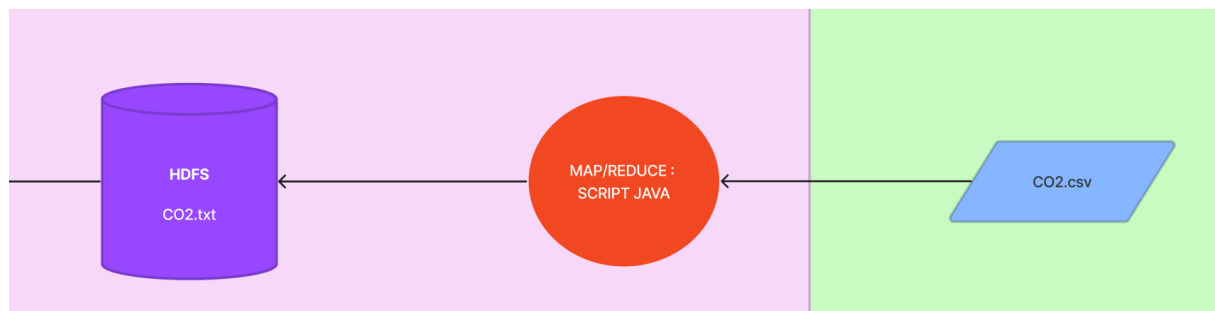 HDFS
CO2.txt
MAP/REDUCE :
SCRIPT JAVA
CO2.csv